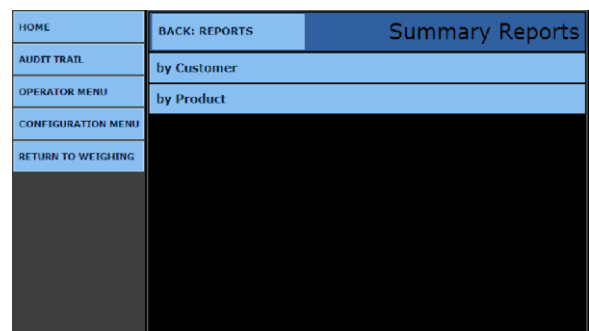 HOME
AUDIT TRAIL
OPERATOR MENU
CONFIGURATION MENU
RETURN TO WEIGHING
BACK: REPORTS
Summary Reports
by Customer
by Product